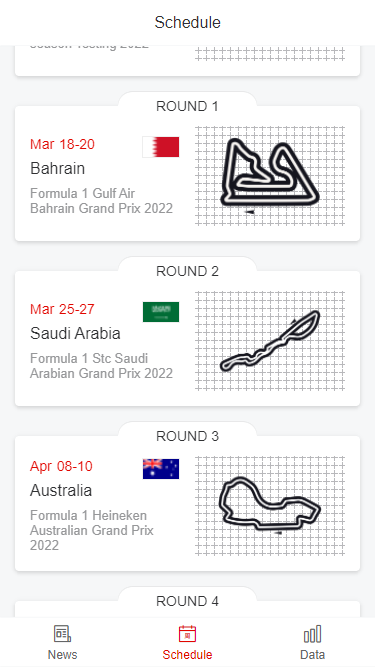 Schedule
season Testing 2022
ROUND 1
Mar 18-20
Bahrain
Formula 1 Gulf Air
Bahrain Grand Prix 2022
ROUND 2
Mar 25-27
Saudi Arabia
Formula 1 Stc Saudi
Arabian Grand Prix 2022
ROUND 3
Apr 08-10
Australia
Formula 1 Heineken
Australian Grand Prix
2022
ROUND 4
News
Schedule
Data